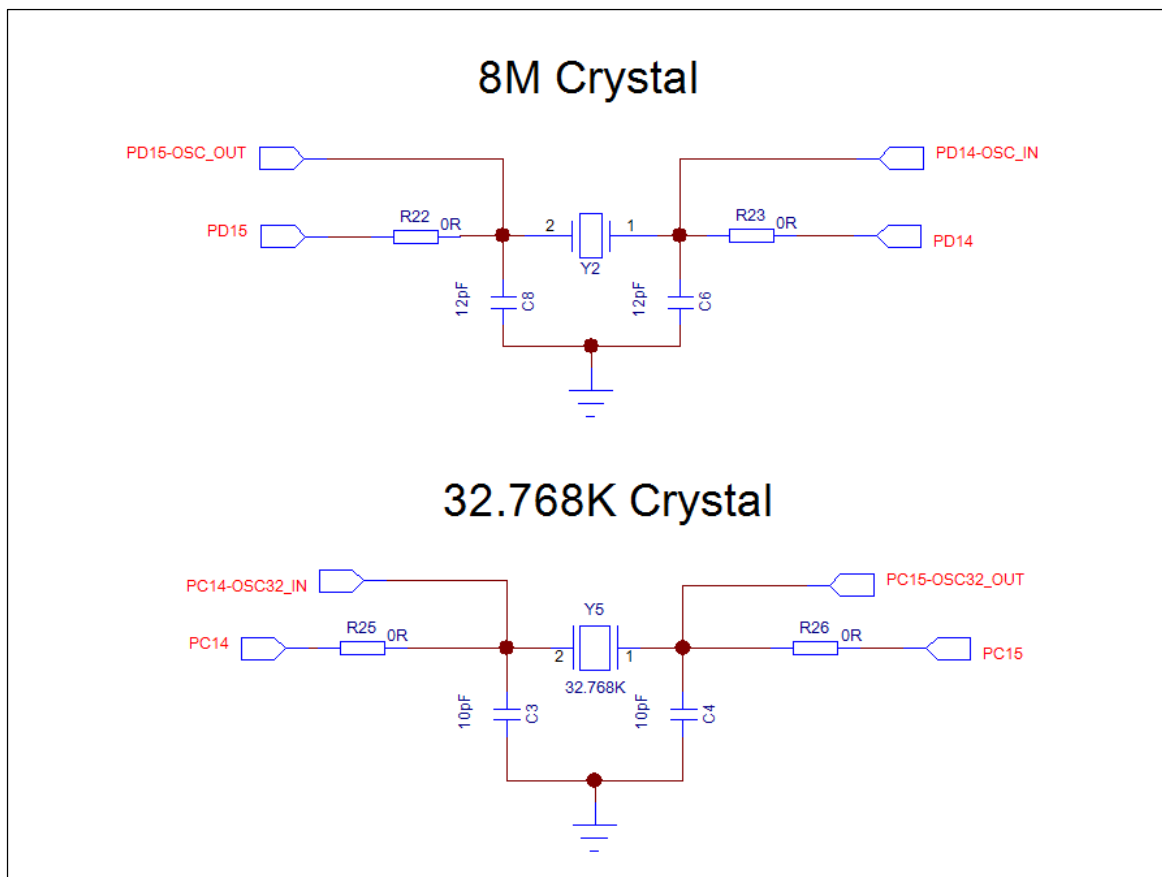 8M Crystal
PD15-OSC_OUT
PD14-OSC_IN
R22
0R
R23
0R
PD15
2
1
PD14
Y2
12pF
C8
12pF
C6
32.768K Crystal
PC14-OSC32_IN
PC15-OSC32_OUT
Y5
R25
0R
R26
0R
PC14
2
1
PC15
32.768K
10pF
C3
10pF
C4